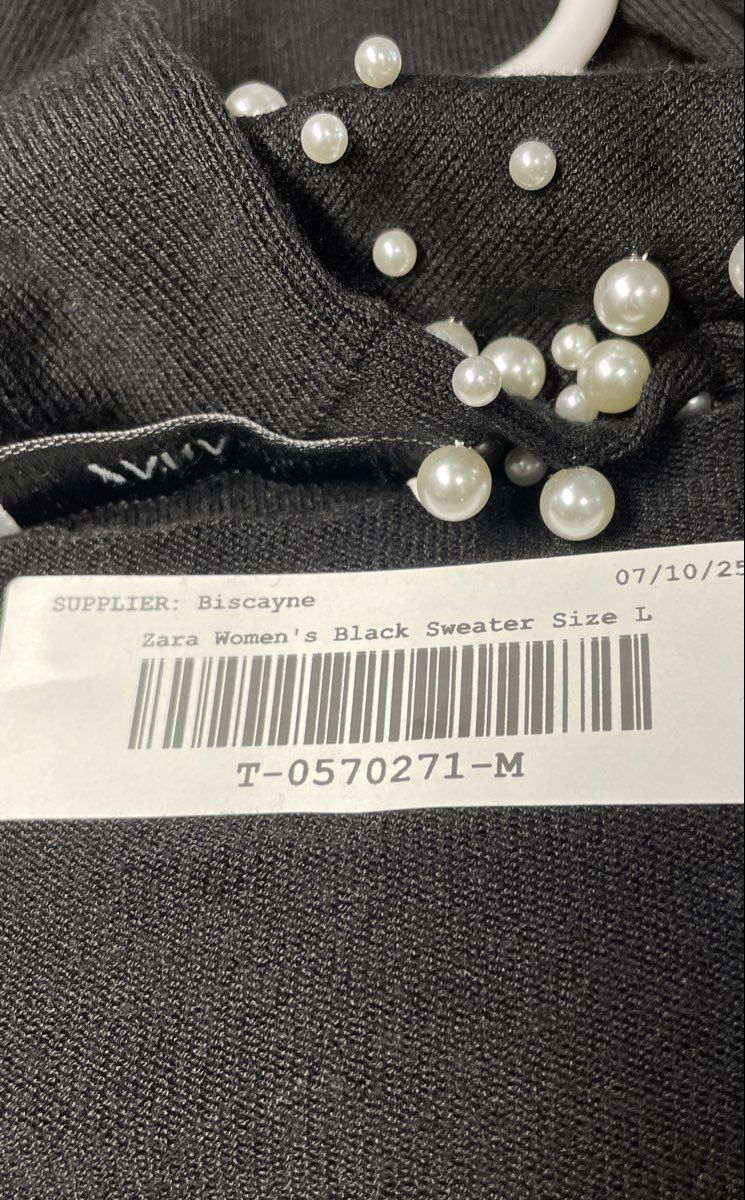 SUPPLIER: Biscayne
07/10/25
Zara Women's Black Sweater Size L
T-0570271-M